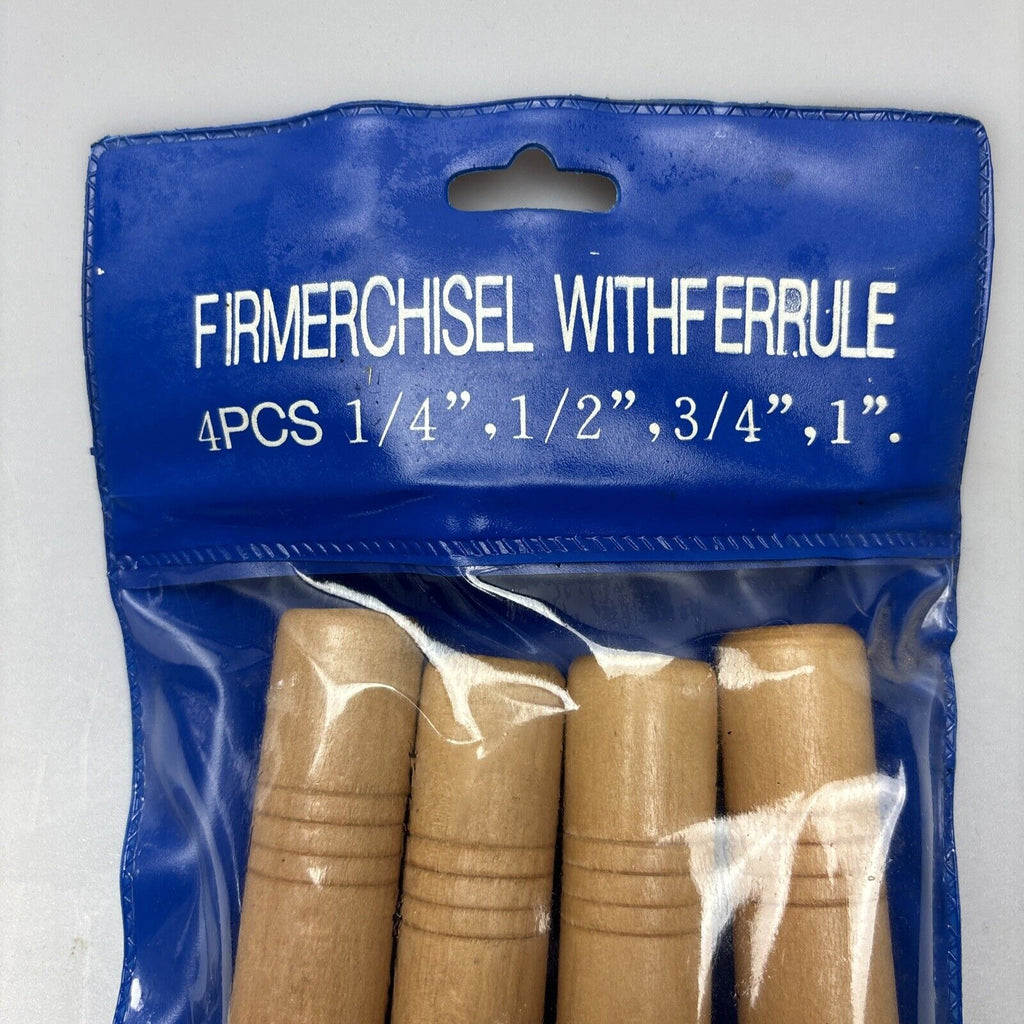 FIRMERCHISEL WITHFERRULE
4PCS 1/4”,1/2”,3/4”,1”.